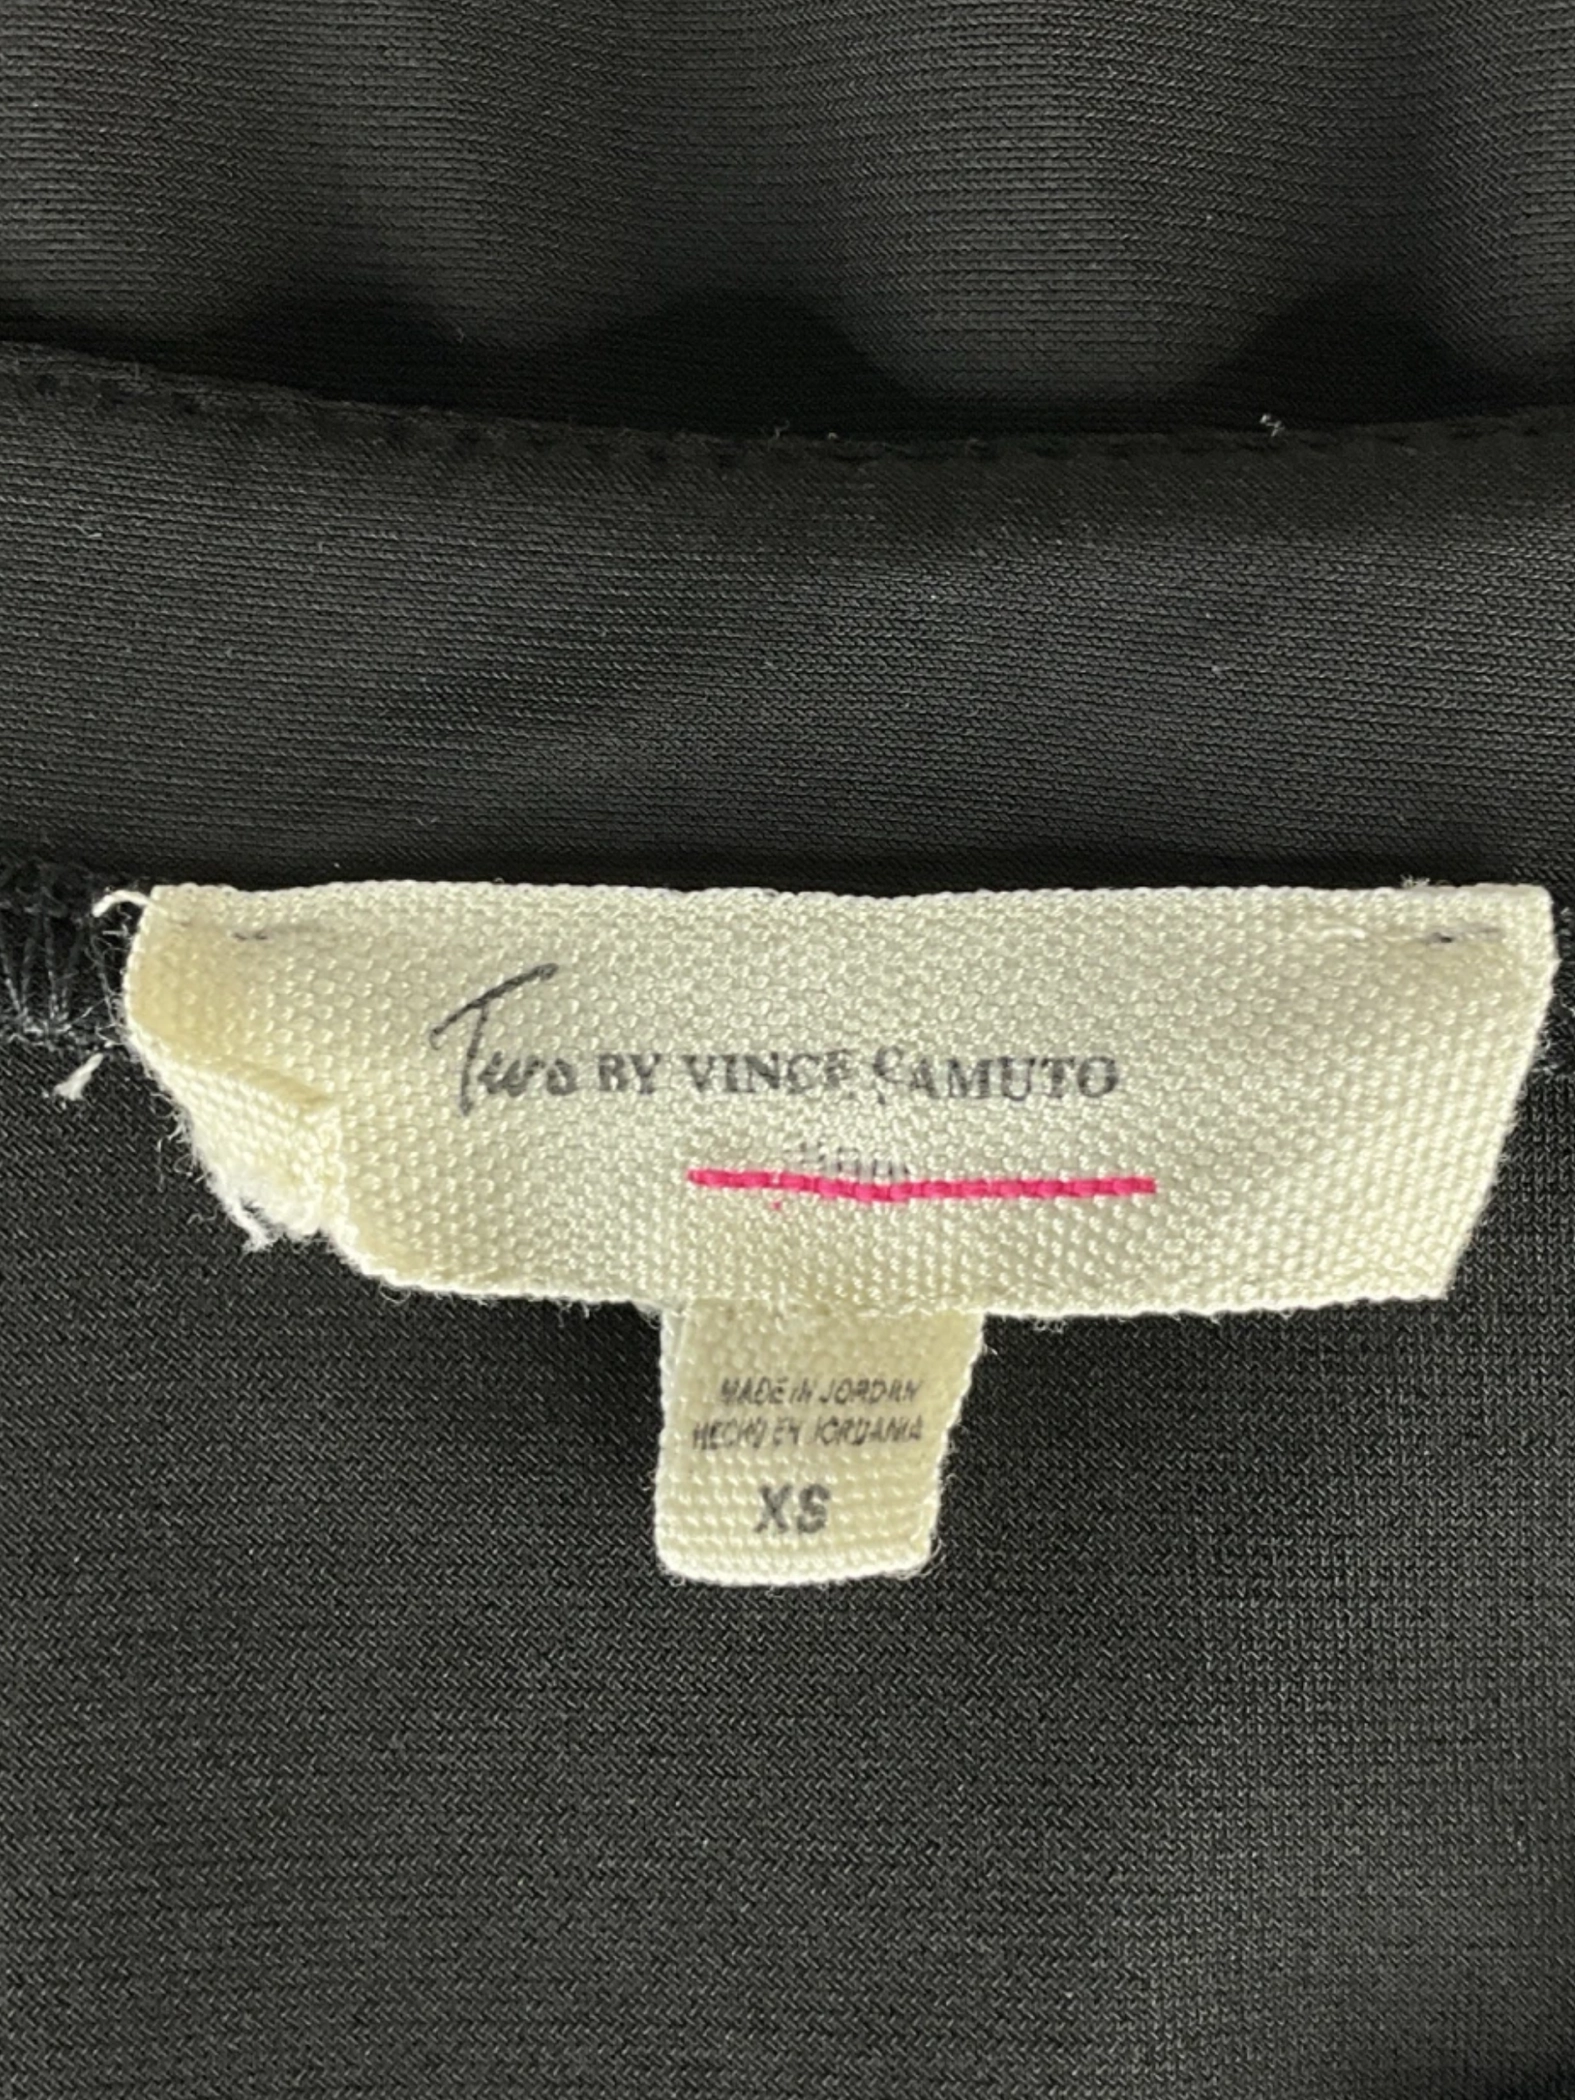 Two BY VINCE CAMUTO
MADE IN JORDAN
HECHO EN JORDANIA
XS